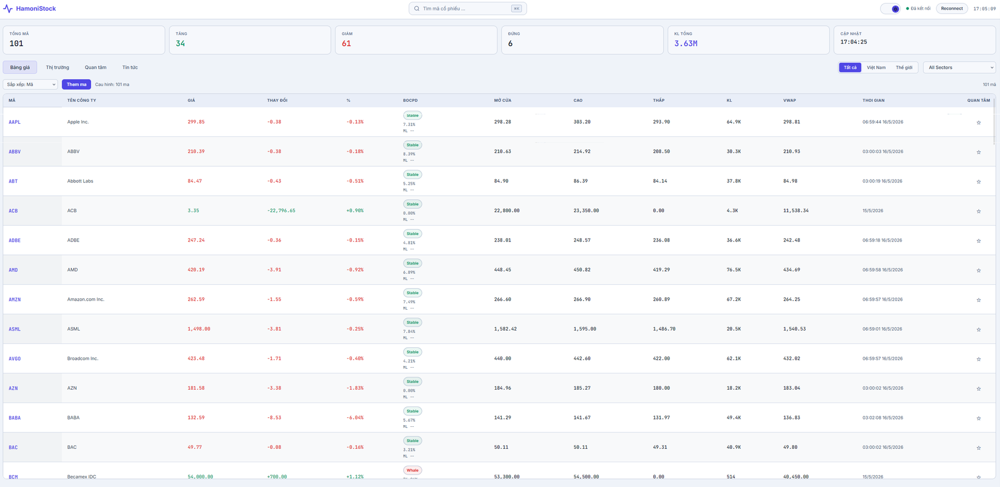 HamoniStock
Tìm mã cổ phiếu ...
⌘K
Đã kết nối
Reconnect
17:05:09
TỔNG MÃ
101
TĂNG
34
GIẢM
61
ĐỨNG
6
KL TỔNG
3.63M
CẬP NHẬT
17:04:25
Bảng giá Thị trường Quan tâm Tin tức
Tất cả Việt Nam Thế giới
All Sectors
Sắp xếp: Mã
Them ma
Cau hinh: 101 ma
101 mã
MÃ TÊN CÔNG TY GIÁ THAY ĐỔI % BOCPD MỞ CỬA CAO THẤP KL VWAP THOI GIAN QUAN TÂM
AAPL Apple Inc. 299.85 -0.38 -0.13% Stable 7.31% ML -- 298.28 303.20 293.90 64.9K 298.81 06:59:44 16/5/2026 ☆
ABBV ABBV 210.39 -0.38 -0.18% Stable 8.39% ML -- 210.63 214.92 208.50 30.3K 210.93 03:00:03 16/5/2026 ☆
ABT Abbott Labs 84.47 -0.43 -0.51% Stable 5.25% ML -- 84.90 86.39 84.14 37.8K 84.98 03:00:19 16/5/2026 ☆
ACB ACB 3.35 -22,796.65 +0.90% Stable 0.00% ML -- 22,800.00 23,350.00 0.00 4.3K 11,538.34 15/5/2026 ☆
ADBE ADBE 247.24 -0.36 -0.15% Stable 4.81% ML -- 238.01 248.57 236.08 36.6K 242.48 06:59:18 16/5/2026 ☆
AMD AMD 420.19 -3.91 -0.92% Stable 6.89% ML -- 448.45 450.82 419.29 76.5K 434.69 06:59:58 16/5/2026 ☆
AMZN Amazon.com Inc. 262.59 -1.55 -0.59% Stable 7.49% ML -- 266.60 266.90 260.89 67.2K 264.25 06:59:57 16/5/2026 ☆
ASML ASML 1,498.00 -3.81 -0.25% Stable 7.84% ML -- 1,582.42 1,595.00 1,486.70 20.5K 1,540.53 06:59:01 16/5/2026 ☆
AVGO Broadcom Inc. 423.48 -1.71 -0.40% Stable 4.21% ML -- 440.00 442.60 422.00 62.1K 432.02 06:59:57 16/5/2026 ☆
AZN AZN 181.58 -3.38 -1.83% Stable 0.00% ML -- 184.96 185.27 180.00 18.2K 183.04 03:00:02 16/5/2026 ☆
BABA BABA 132.59 -8.53 -6.04% Stable 5.67% ML -- 141.29 141.67 131.97 49.4K 136.83 03:02:08 16/5/2026 ☆
BAC BAC 49.77 -0.08 -0.16% Stable 3.21% ML -- 50.11 50.11 49.31 40.9K 49.80 03:00:02 16/5/2026 ☆
BCM Becamex IDC 54,000.00 +700.00 +1.12% Whale 53,300.00 54,500.00 0.00 514 40,450.00 15/5/2026 ☆